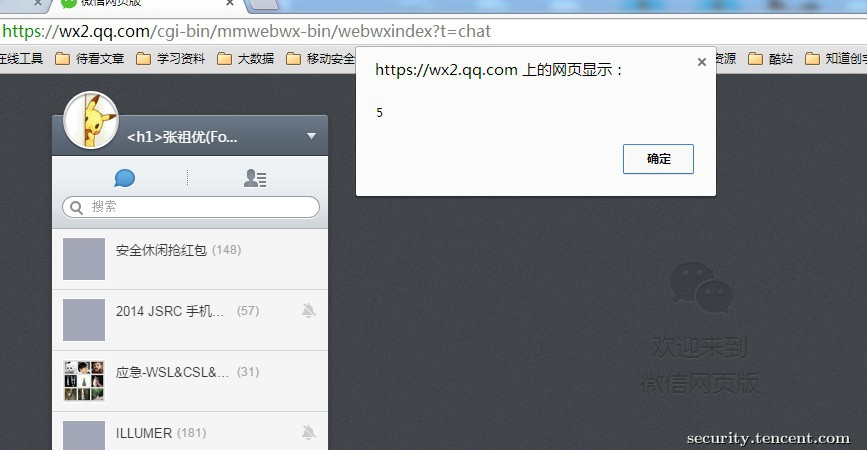 微信网页版
https://wx2.qq.com/cgi-bin/mmwebwx-bin/webwxindex?t=chat
在线工具 待看文章 学习资料 大数据 移动安全 资源 酷站 知道创宇
https://wx2.qq.com 上的网页显示：
5
确定
<h1>张祖优(Fo...
搜索
安全休闲抢红包 (148)
2014 JSRC 手机... (57)
应急-WSL&CSL&... (31)
ILLUMER (181)
欢迎来到
微信网页版
security.tencent.com